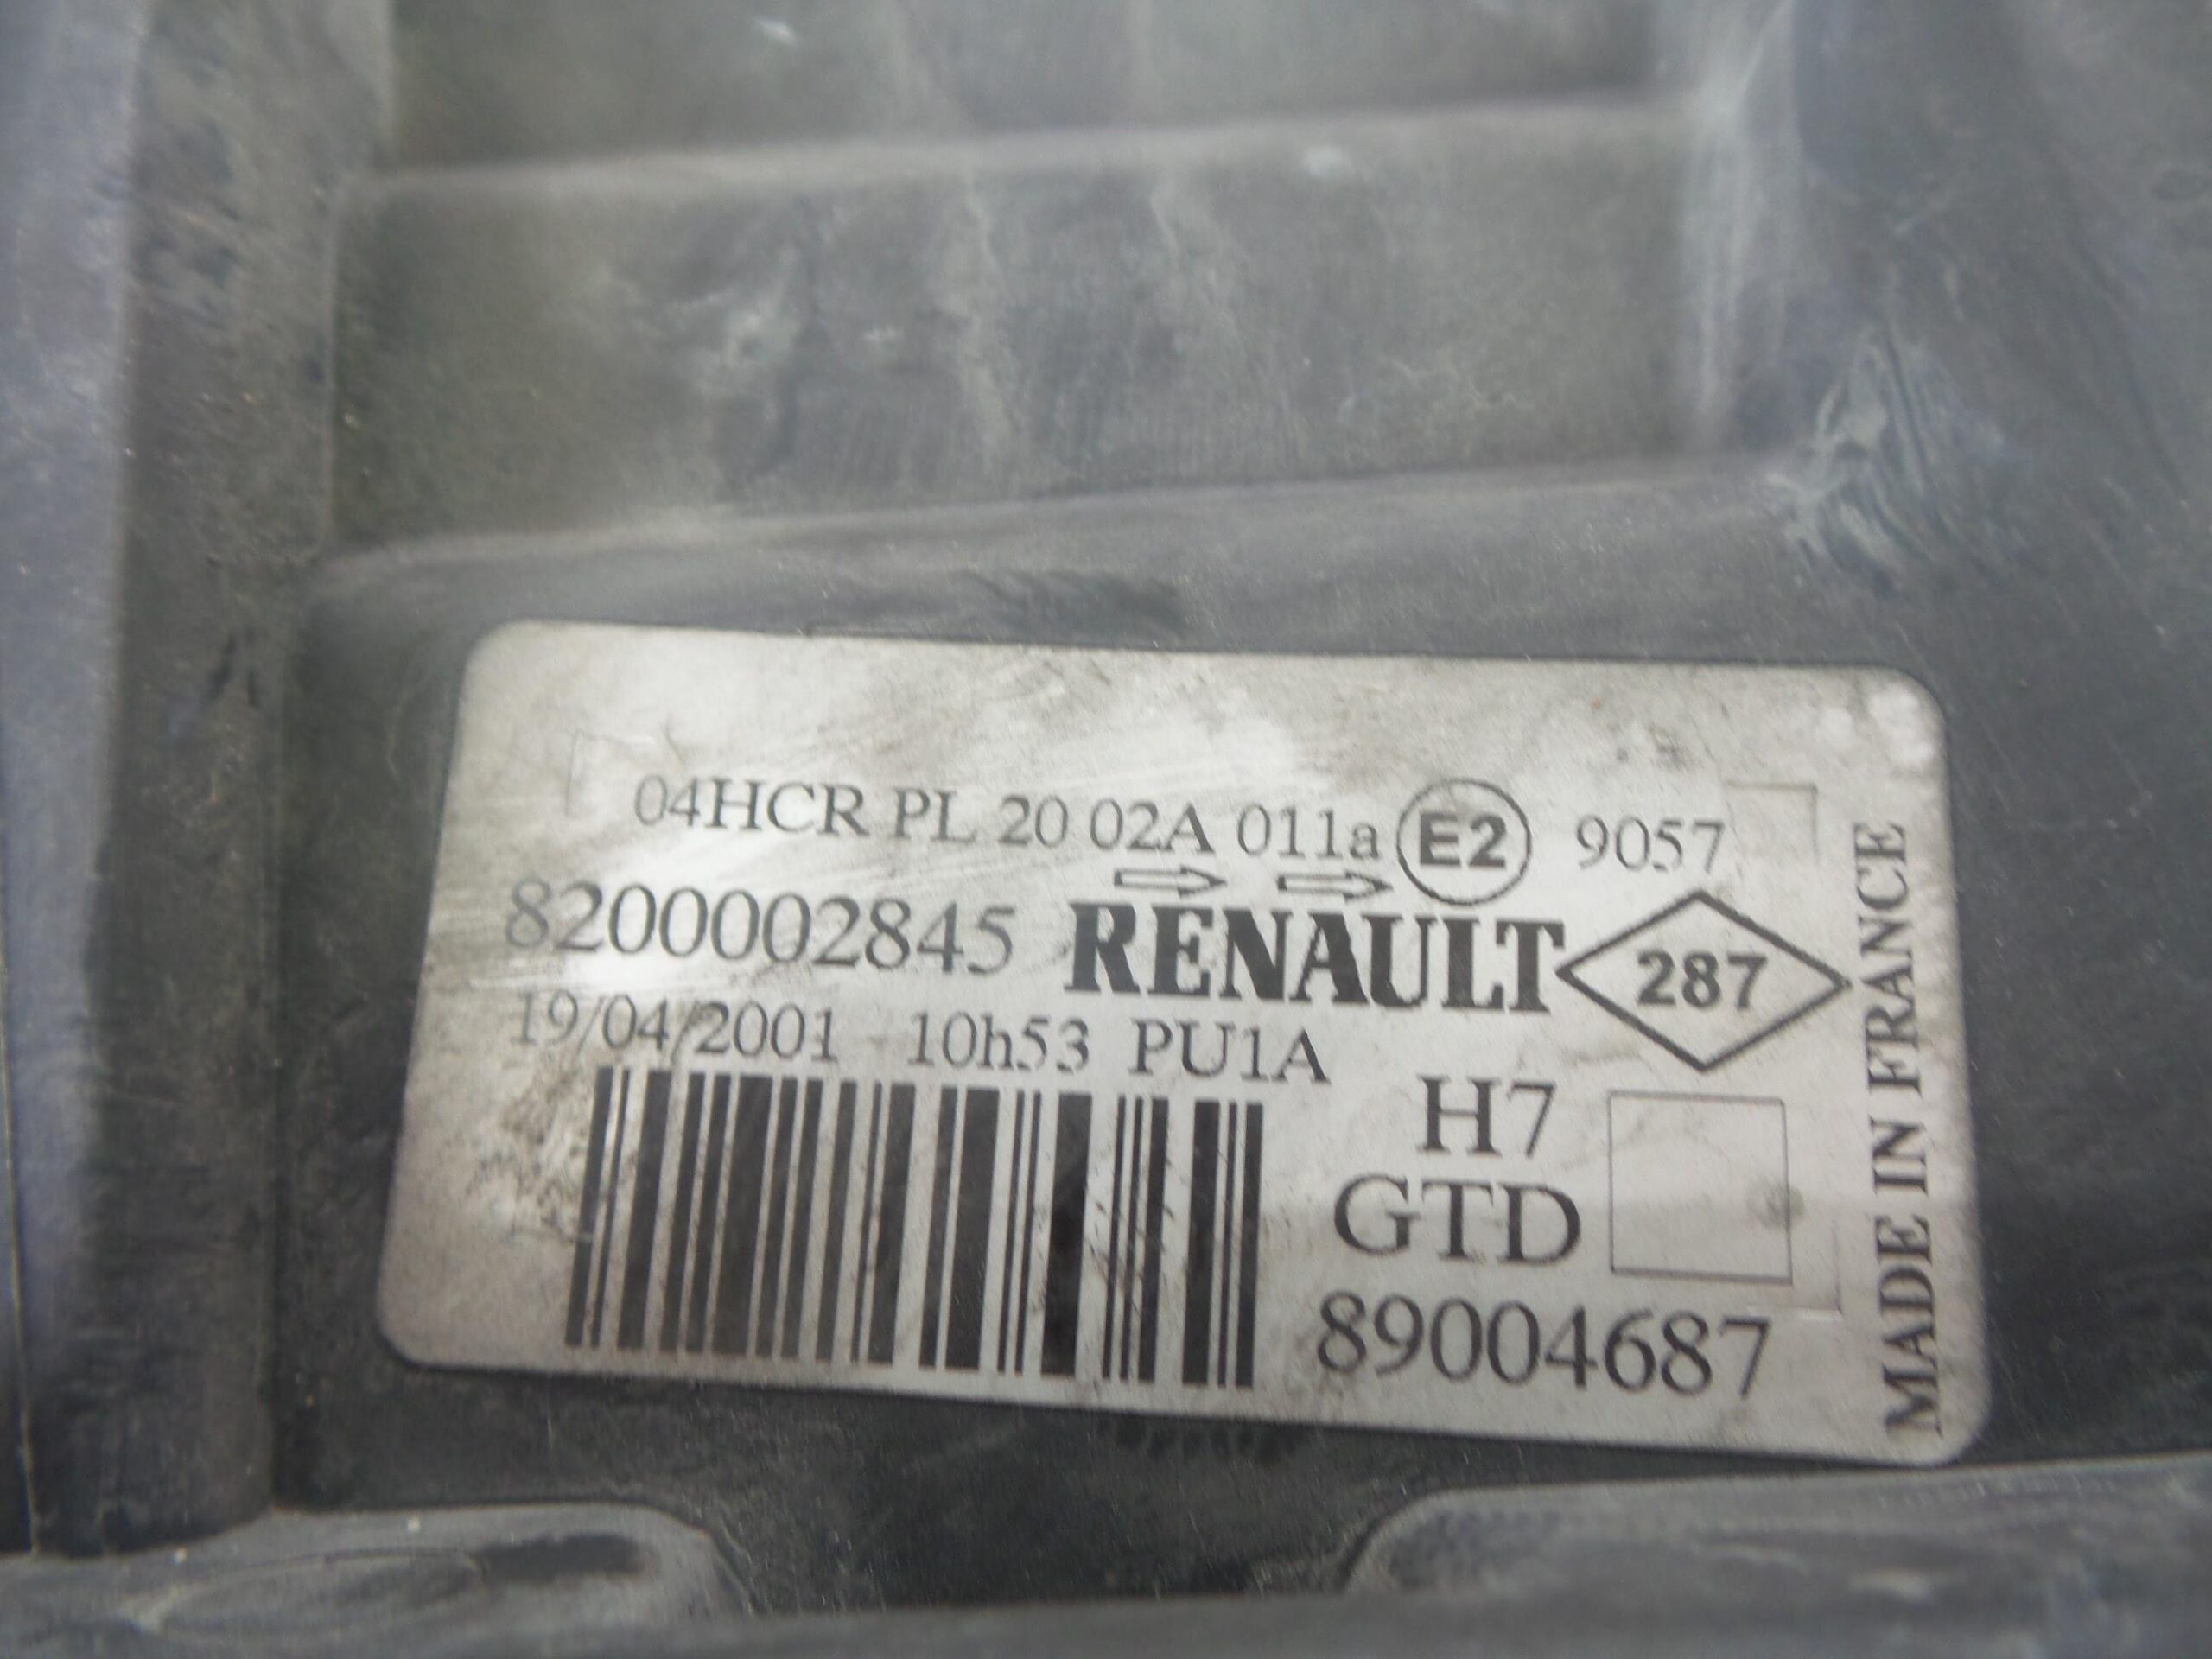 04HCR PL 20 02A 011a E2 9057
8200002845 RENAULT 287
19/04/2001 10h53 PU1A
H7
GTD
89004687
MADE IN FRANCE